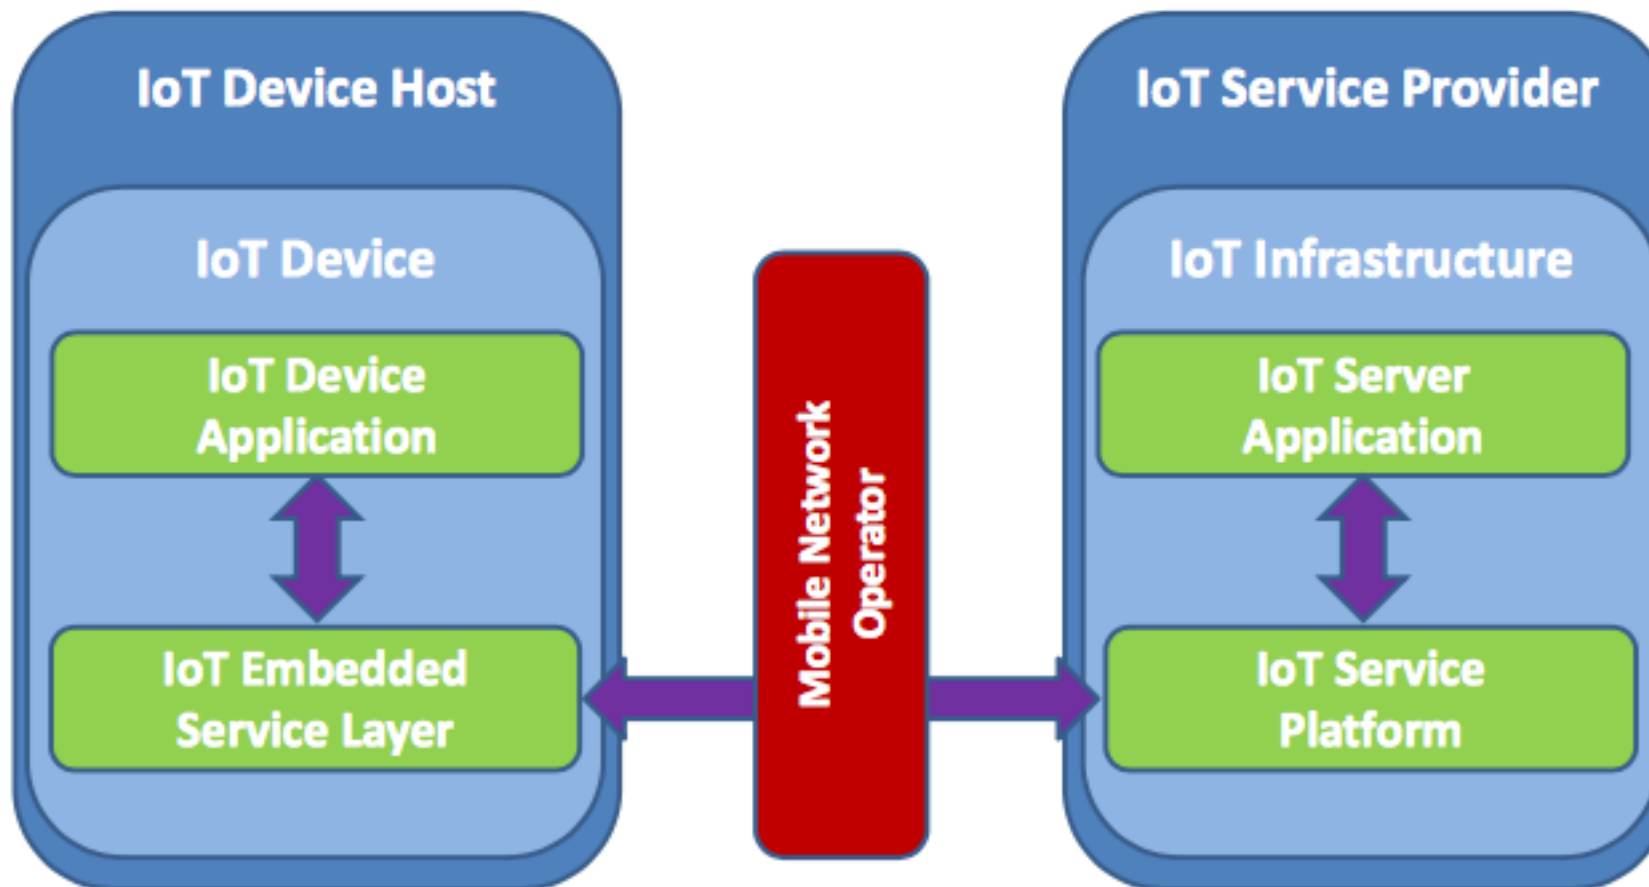 IoT Device Host
IoT Device
IoT Device
Application
IoT Embedded
Service Layer
Mobile Network
Operator
IoT Service Provider
IoT Infrastructure
IoT Server
Application
IoT Service
Platform